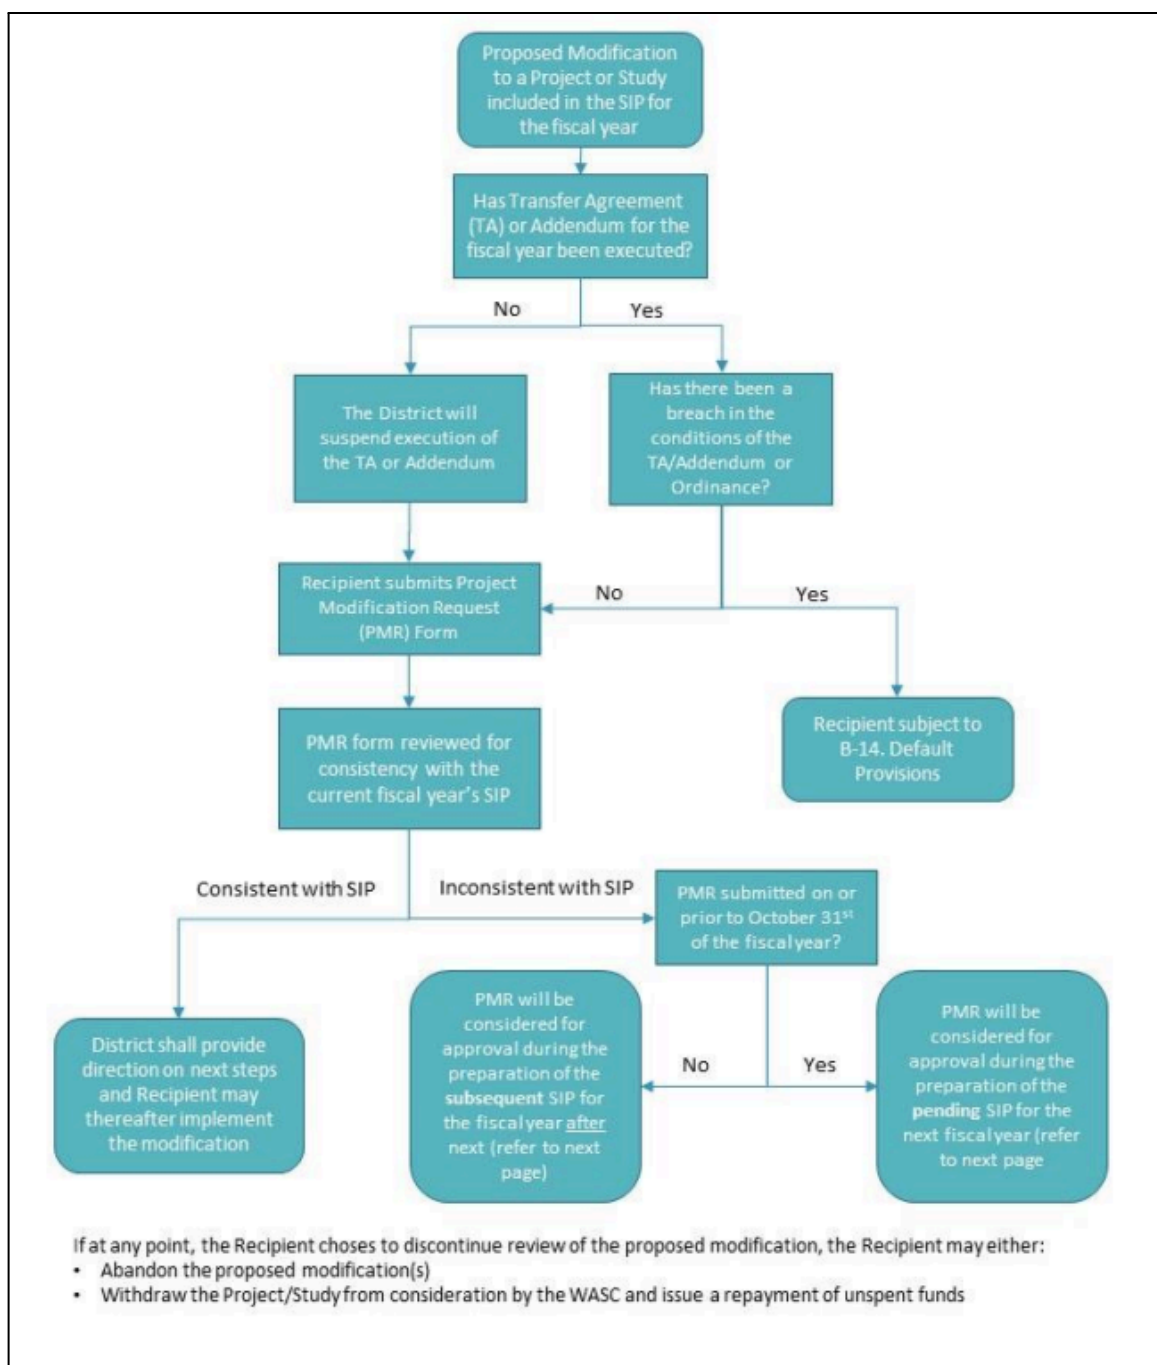 Proposed Modification
to a Project or Study
included in the SIP for
the fiscal year
Has Transfer Agreement
(TA) or Addendum for the
fiscal year been executed?
No
Yes
The District will
suspend execution of
the TA or Addendum
Has there been a
breach in the
conditions of the
TA/Addendum or
Ordinance?
Recipient submits Project
Modification Request
(PMR) Form
No
Yes
PMR form reviewed for
consistency with the
current fiscal year's SIP
Recipient subject to
B-14. Default
Provisions
Consistent with SIP
Inconsistent with SIP
PMR submitted on or
prior to October 31st
of the fiscal year?
District shall provide
direction on next steps
and Recipient may
thereafter implement
the modification
PMR will be
considered for
approval during the
preparation of the
subsequent SIP for
the fiscal year after
next (refer to next
page)
No
Yes
PMR will be
considered for
approval during the
preparation of the
pending SIP for the
next fiscal year (refer
to next page
If at any point, the Recipient choses to discontinue review of the proposed modification, the Recipient may either:
• Abandon the proposed modification(s)
• Withdraw the Project/Study from consideration by the WASC and issue a repayment of unspent funds